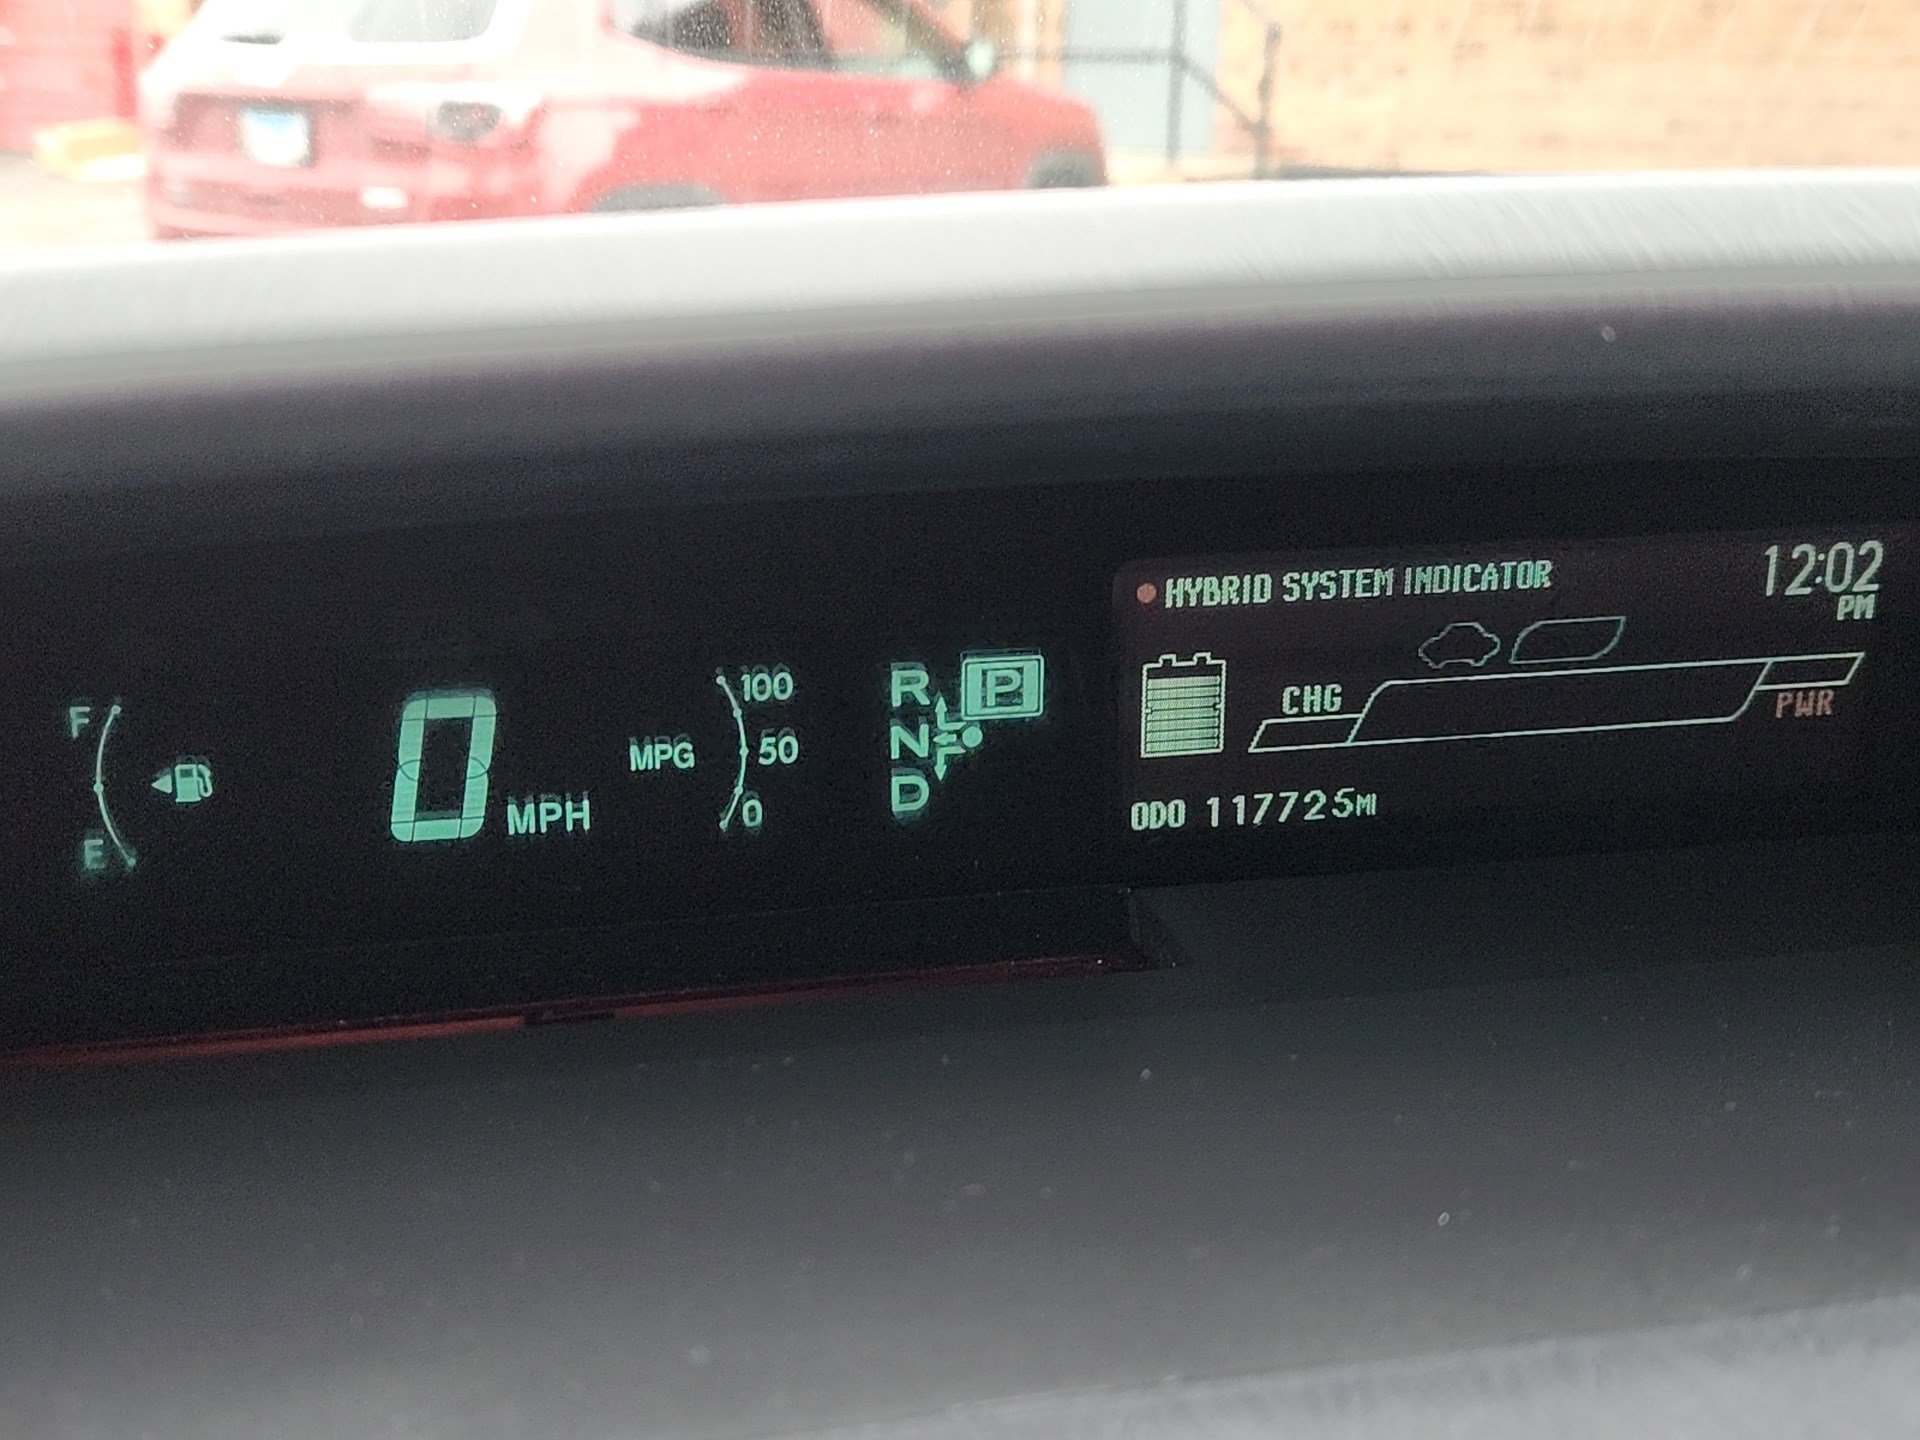 HYBRID SYSTEM INDICATOR
12:02
PM
F
E
0 MPH
MPG
100
50
0
R
P
N
D
CHG
PWR
ODO 117725MI